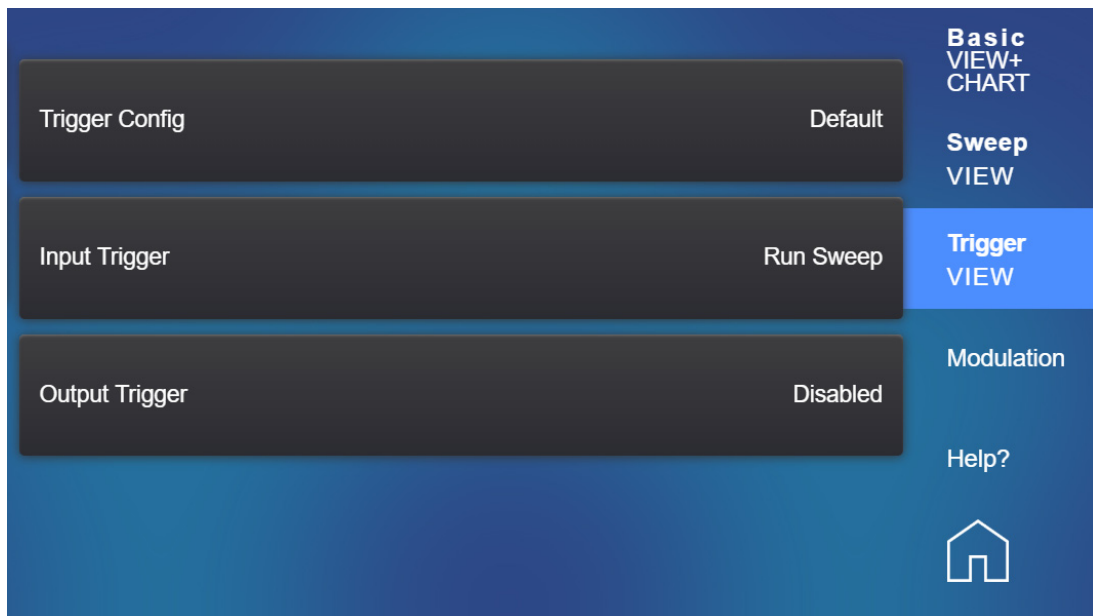 Trigger Config
Default
Input Trigger
Run Sweep
Output Trigger
Disabled
Basic
VIEW+
CHART
Sweep
VIEW
Trigger
VIEW
Modulation
Help?